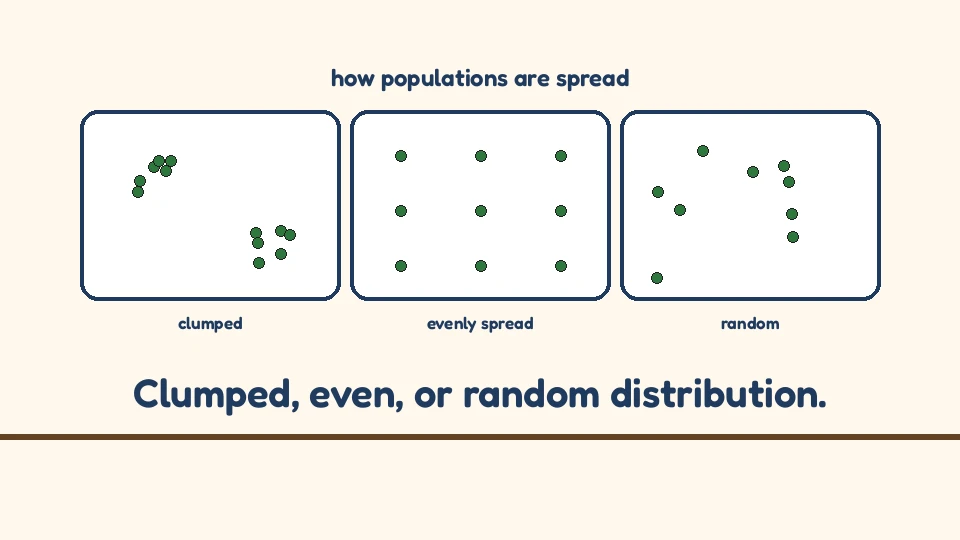 how populations are spread
clumped
evenly spread
random
Clumped, even, or random distribution.